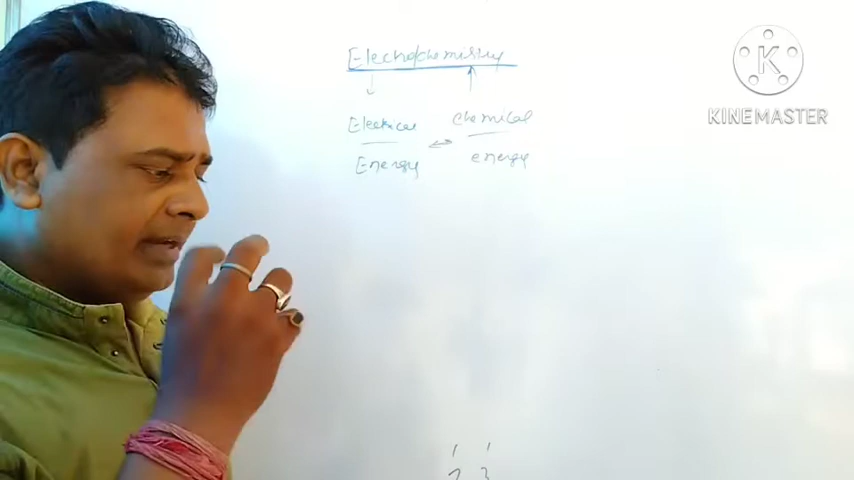 Electrochemistry
Electrical ⇌ chemical
Energy energy
K
KINEMASTER